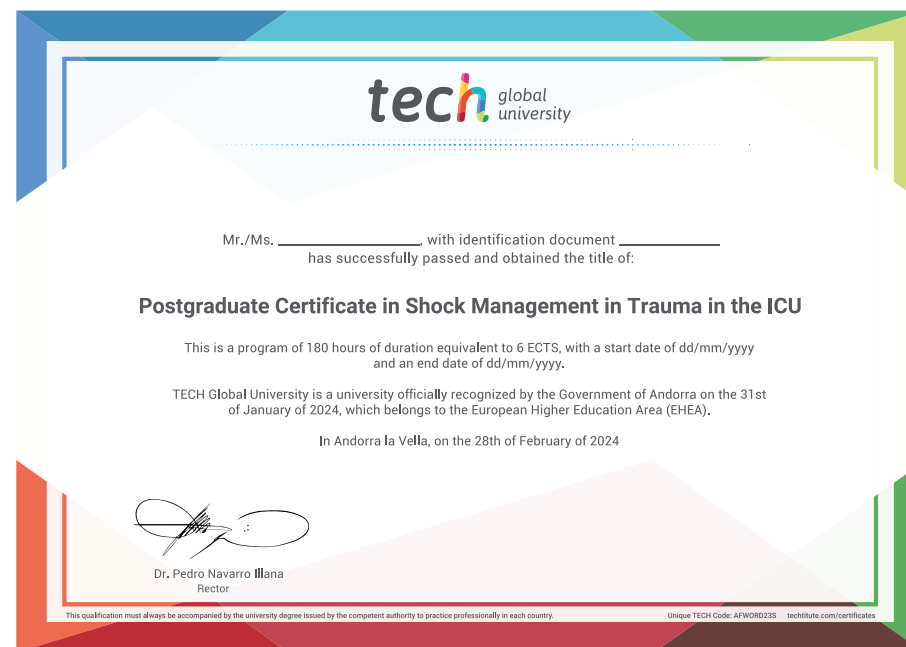 tech global university
Mr./Ms. ________________, with identification document ____________
has successfully passed and obtained the title of:
Postgraduate Certificate in Shock Management in Trauma in the ICU
This is a program of 180 hours of duration equivalent to 6 ECTS, with a start date of dd/mm/yyyy
and an end date of dd/mm/yyyy.
TECH Global University is a university officially recognized by the Government of Andorra on the 31st
of January of 2024, which belongs to the European Higher Education Area (EHEA).
In Andorra la Vella, on the 28th of February of 2024
Dr. Pedro Navarro Illana
Rector
This qualification must always be accompanied by the university degree issued by the competent authority to practice professionally in each country.
Unique TECH Code: AFWORD23S techtitute.com/certificates